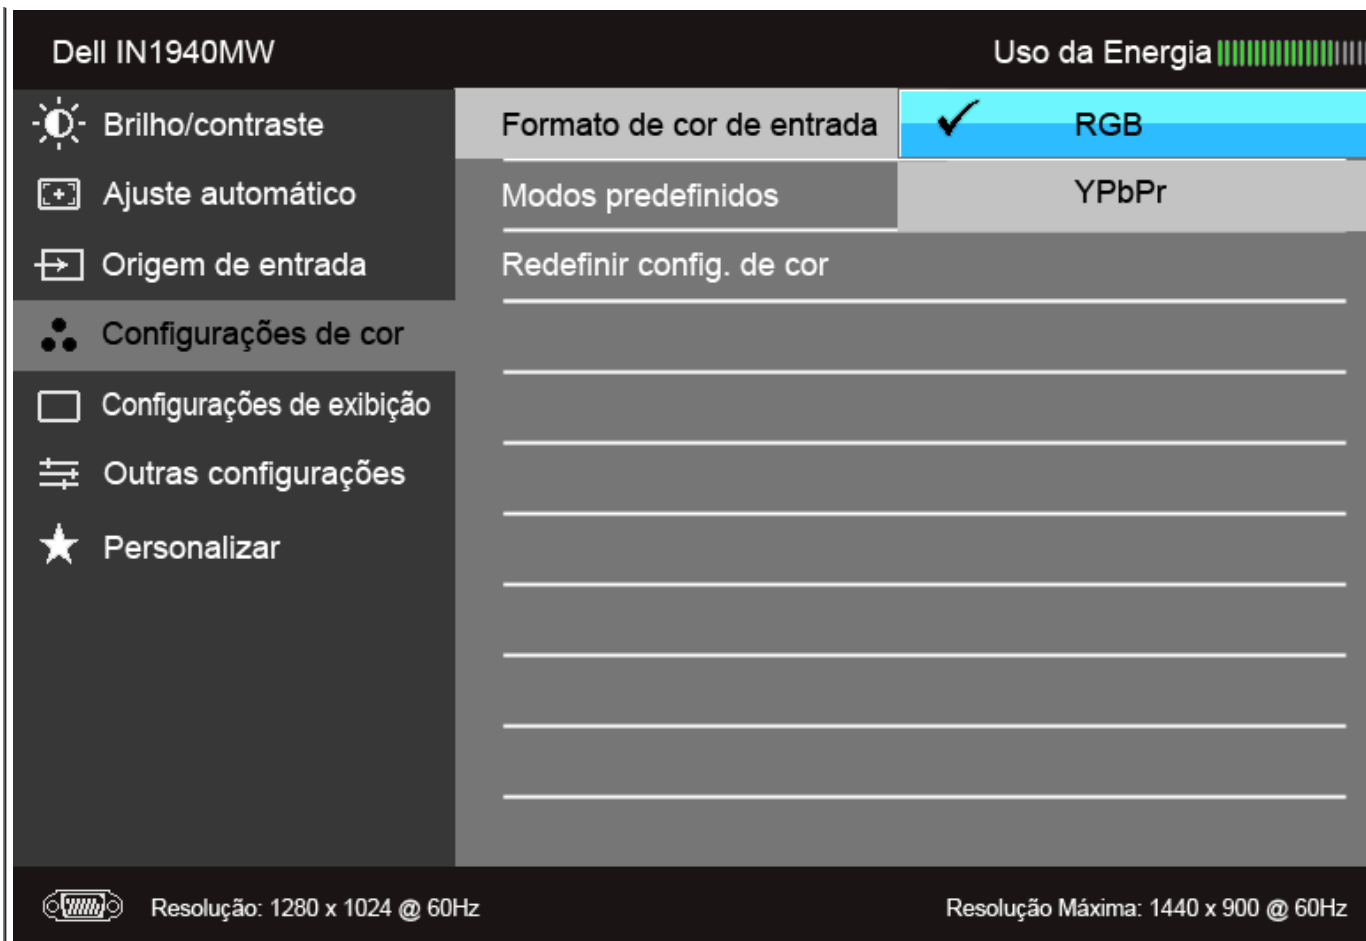 Dell IN1940MW
Uso da Energia
Brilho/contraste
Ajuste automático
Origem de entrada
Configurações de cor
Configurações de exibição
Outras configurações
Personalizar
Formato de cor de entrada
RGB
Modos predefinidos
YPbPr
Redefinir config. de cor
Resolução: 1280 x 1024 @ 60Hz
Resolução Máxima: 1440 x 900 @ 60Hz